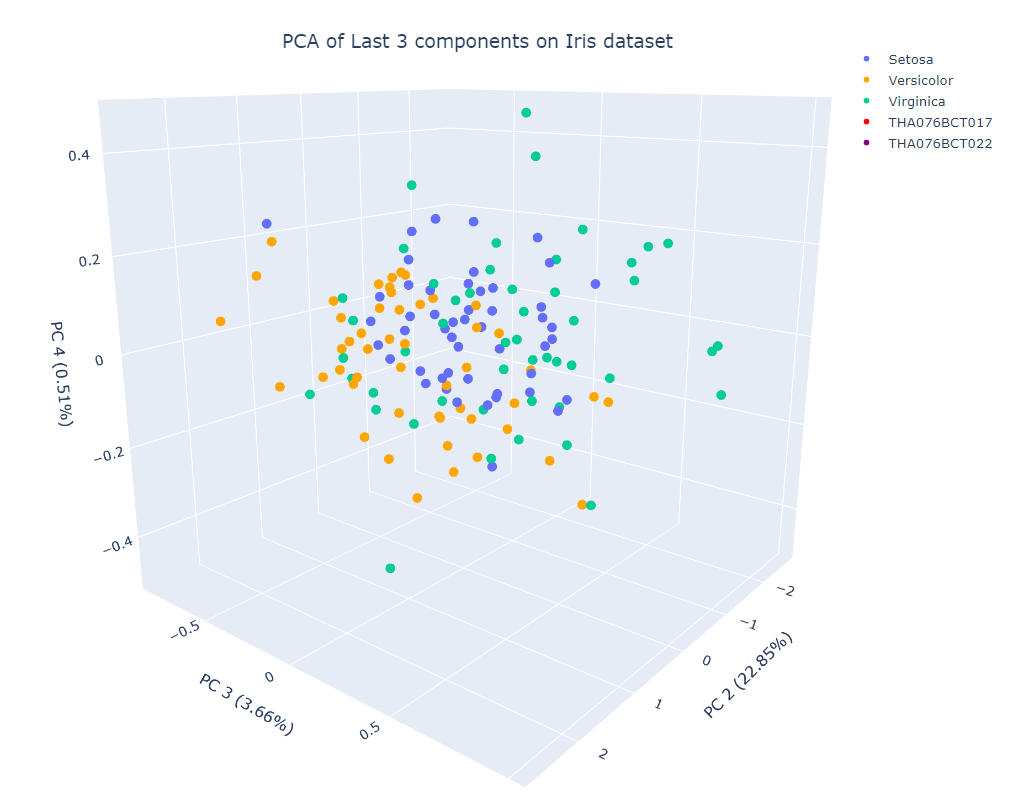 PCA of Last 3 components on Iris dataset
Setosa
Versicolor
Virginica
THA076BCT017
THA076BCT022
0.4
0.2
0
−0.2
−0.4
PC 4 (0.51%)
−0.5
0
0.5
PC 3 (3.66%)
−2
−1
0
1
2
PC 2 (22.85%)